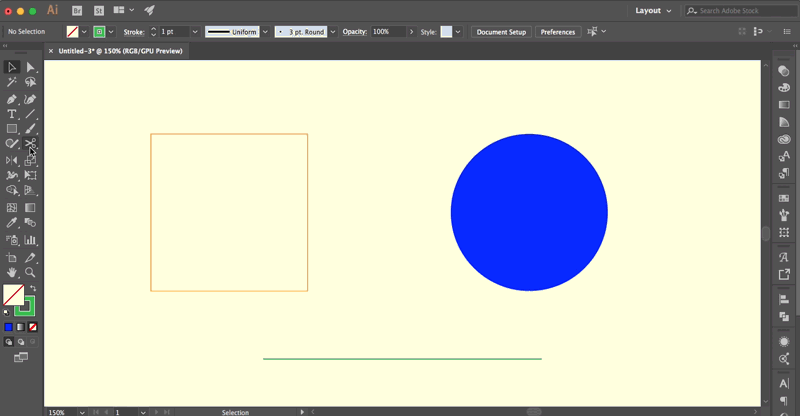 Ai Br St Layout Search Adobe Stock
No Selection Stroke: 1 pt Uniform 3 pt. Round Opacity: 100% Style: Document Setup Preferences
× Untitled-3* @ 150% (RGB/GPU Preview)
T
150% 1 Selection